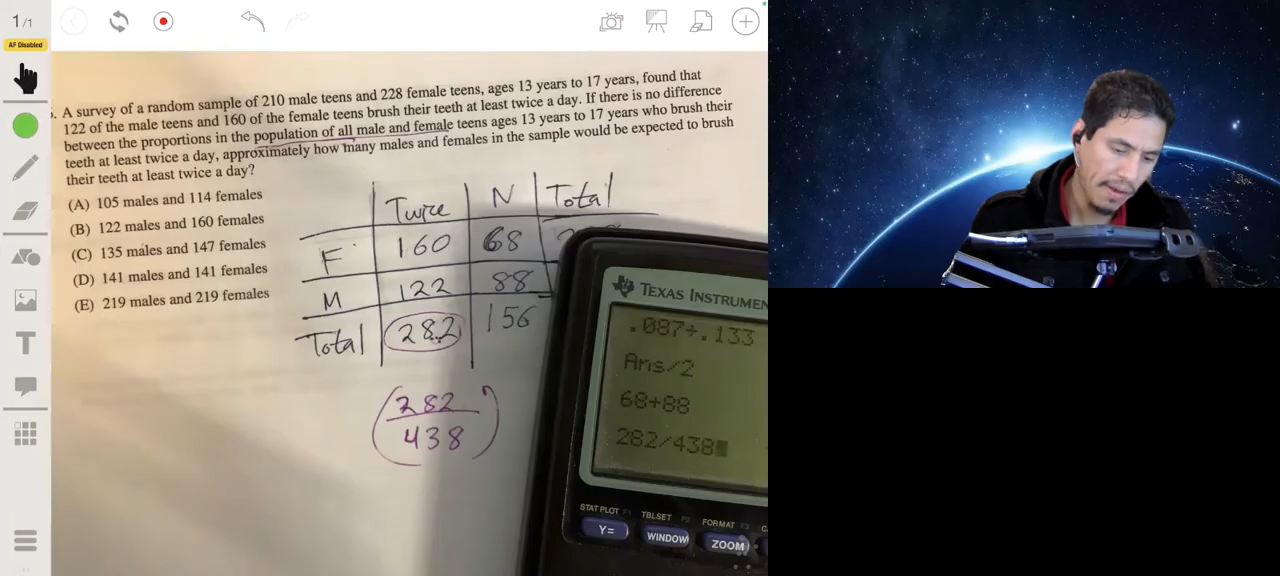 1/1
AF Disabled
A survey of a random sample of 210 male teens and 228 female teens, ages 13 years to 17 years, found that
122 of the male teens and 160 of the female teens brush their teeth at least twice a day. If there is no difference
between the proportions in the population of all male and female teens ages 13 years to 17 years who brush their
teeth at least twice a day, approximately how many males and females in the sample would be expected to brush
their teeth at least twice a day?
(A) 105 males and 114 females
(B) 122 males and 160 females
(C) 135 males and 147 females
(D) 141 males and 141 females
(E) 219 males and 219 females
Twice N Total
F 160 68
M 122 88
Total 282 156
(282
438)
TEXAS INSTRUMEN
.087+.133
Ans/2
68+88
282/438
STAT PLOT F1 TBLSET F2 FORMAT F3
Y= WINDOW ZOOM
T